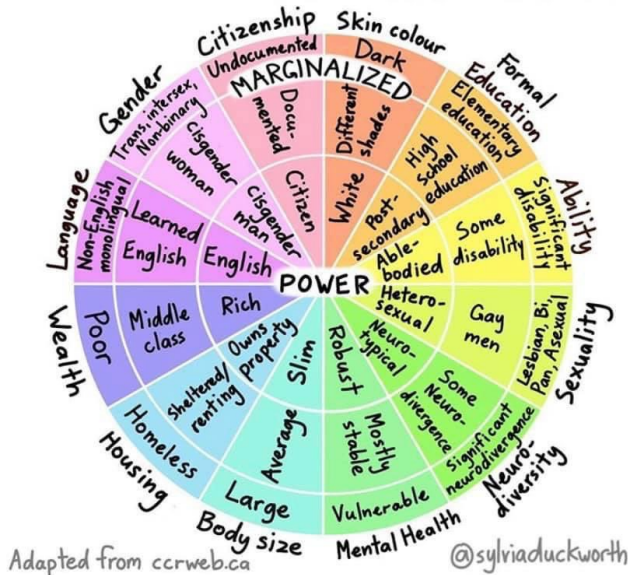 Citizenship
Undocumented
Docu-
mented
Citizen
Skin colour
Dark
Different
shades
White
Formal
Education
Elementary
education
High
School
education
Post-
secondary
Ability
Significant
disability
Some
disability
Able-
bodied
Sexuality
Lesbian, Bi,
Pan, Asexual
Gay
men
Hetero-
sexual
Neuro-
diversity
Significant
neurodivergence
Some
Neuro-
divergence
Neuro-
typical
Mental Health
Vulnerable
Mostly
stable
Robust
Body size
Large
Average
Slim
Housing
Homeless
Sheltered/
renting
Owns
property
Wealth
Poor
Middle
class
Rich
Language
Non-English
monolingual
Learned
English
English
Gender
Trans, intersex,
Non-binary
cisgender
woman
cisgender
man
MARGINALIZED
POWER
Adapted from ccrweb.ca
@sylviaduckworth